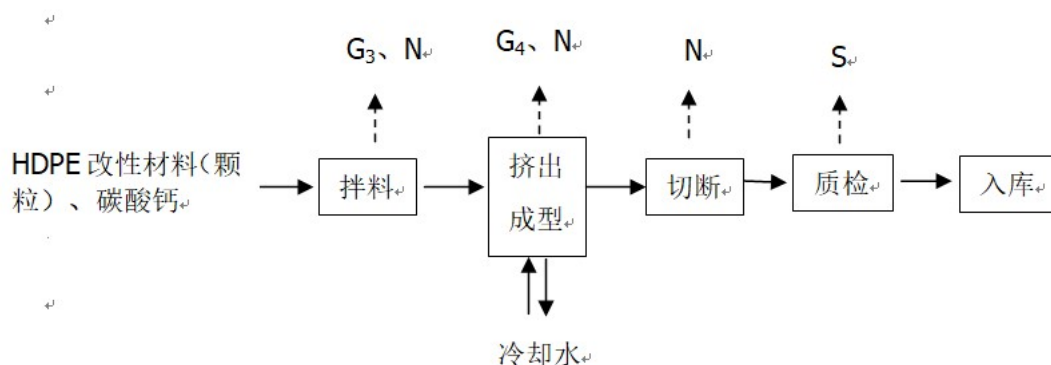 G₃、N
G₄、N
N
S
HDPE 改性材料（颗
粒）、碳酸钙
拌料
挤出
成型
切断
质检
入库
冷却水